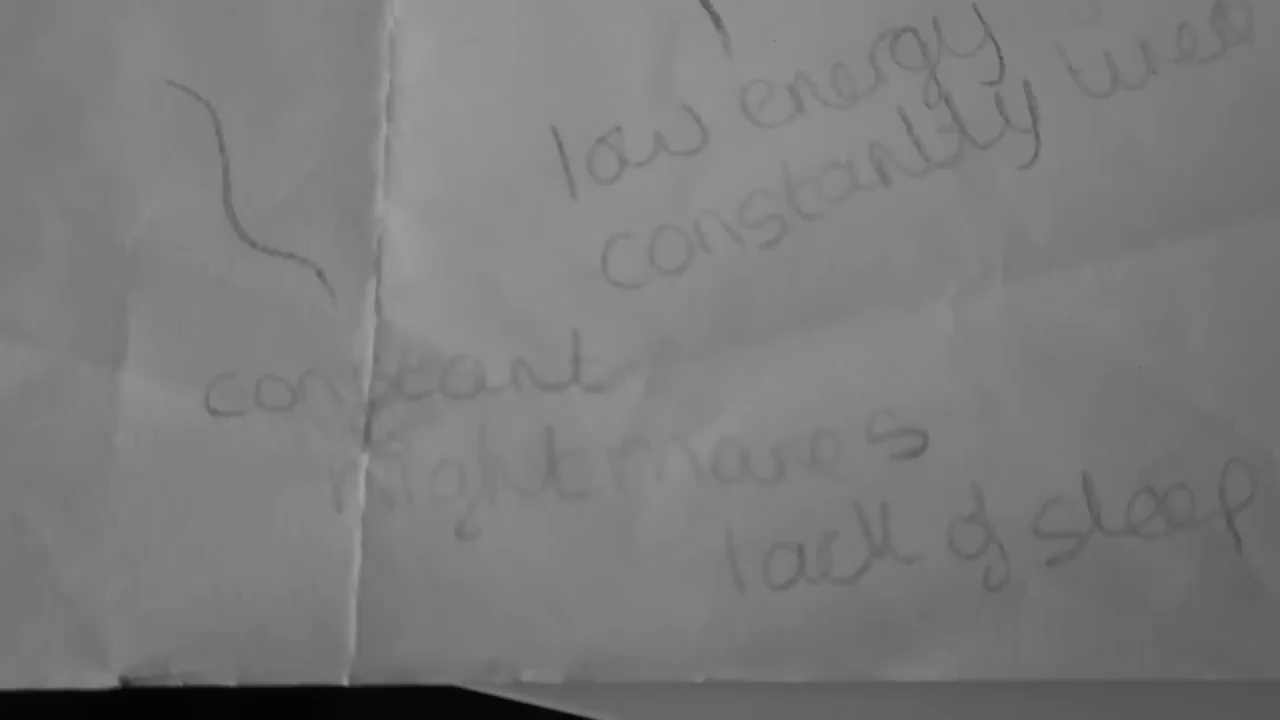 low energy
constantly tired
constant
nightmares
lack of sleep